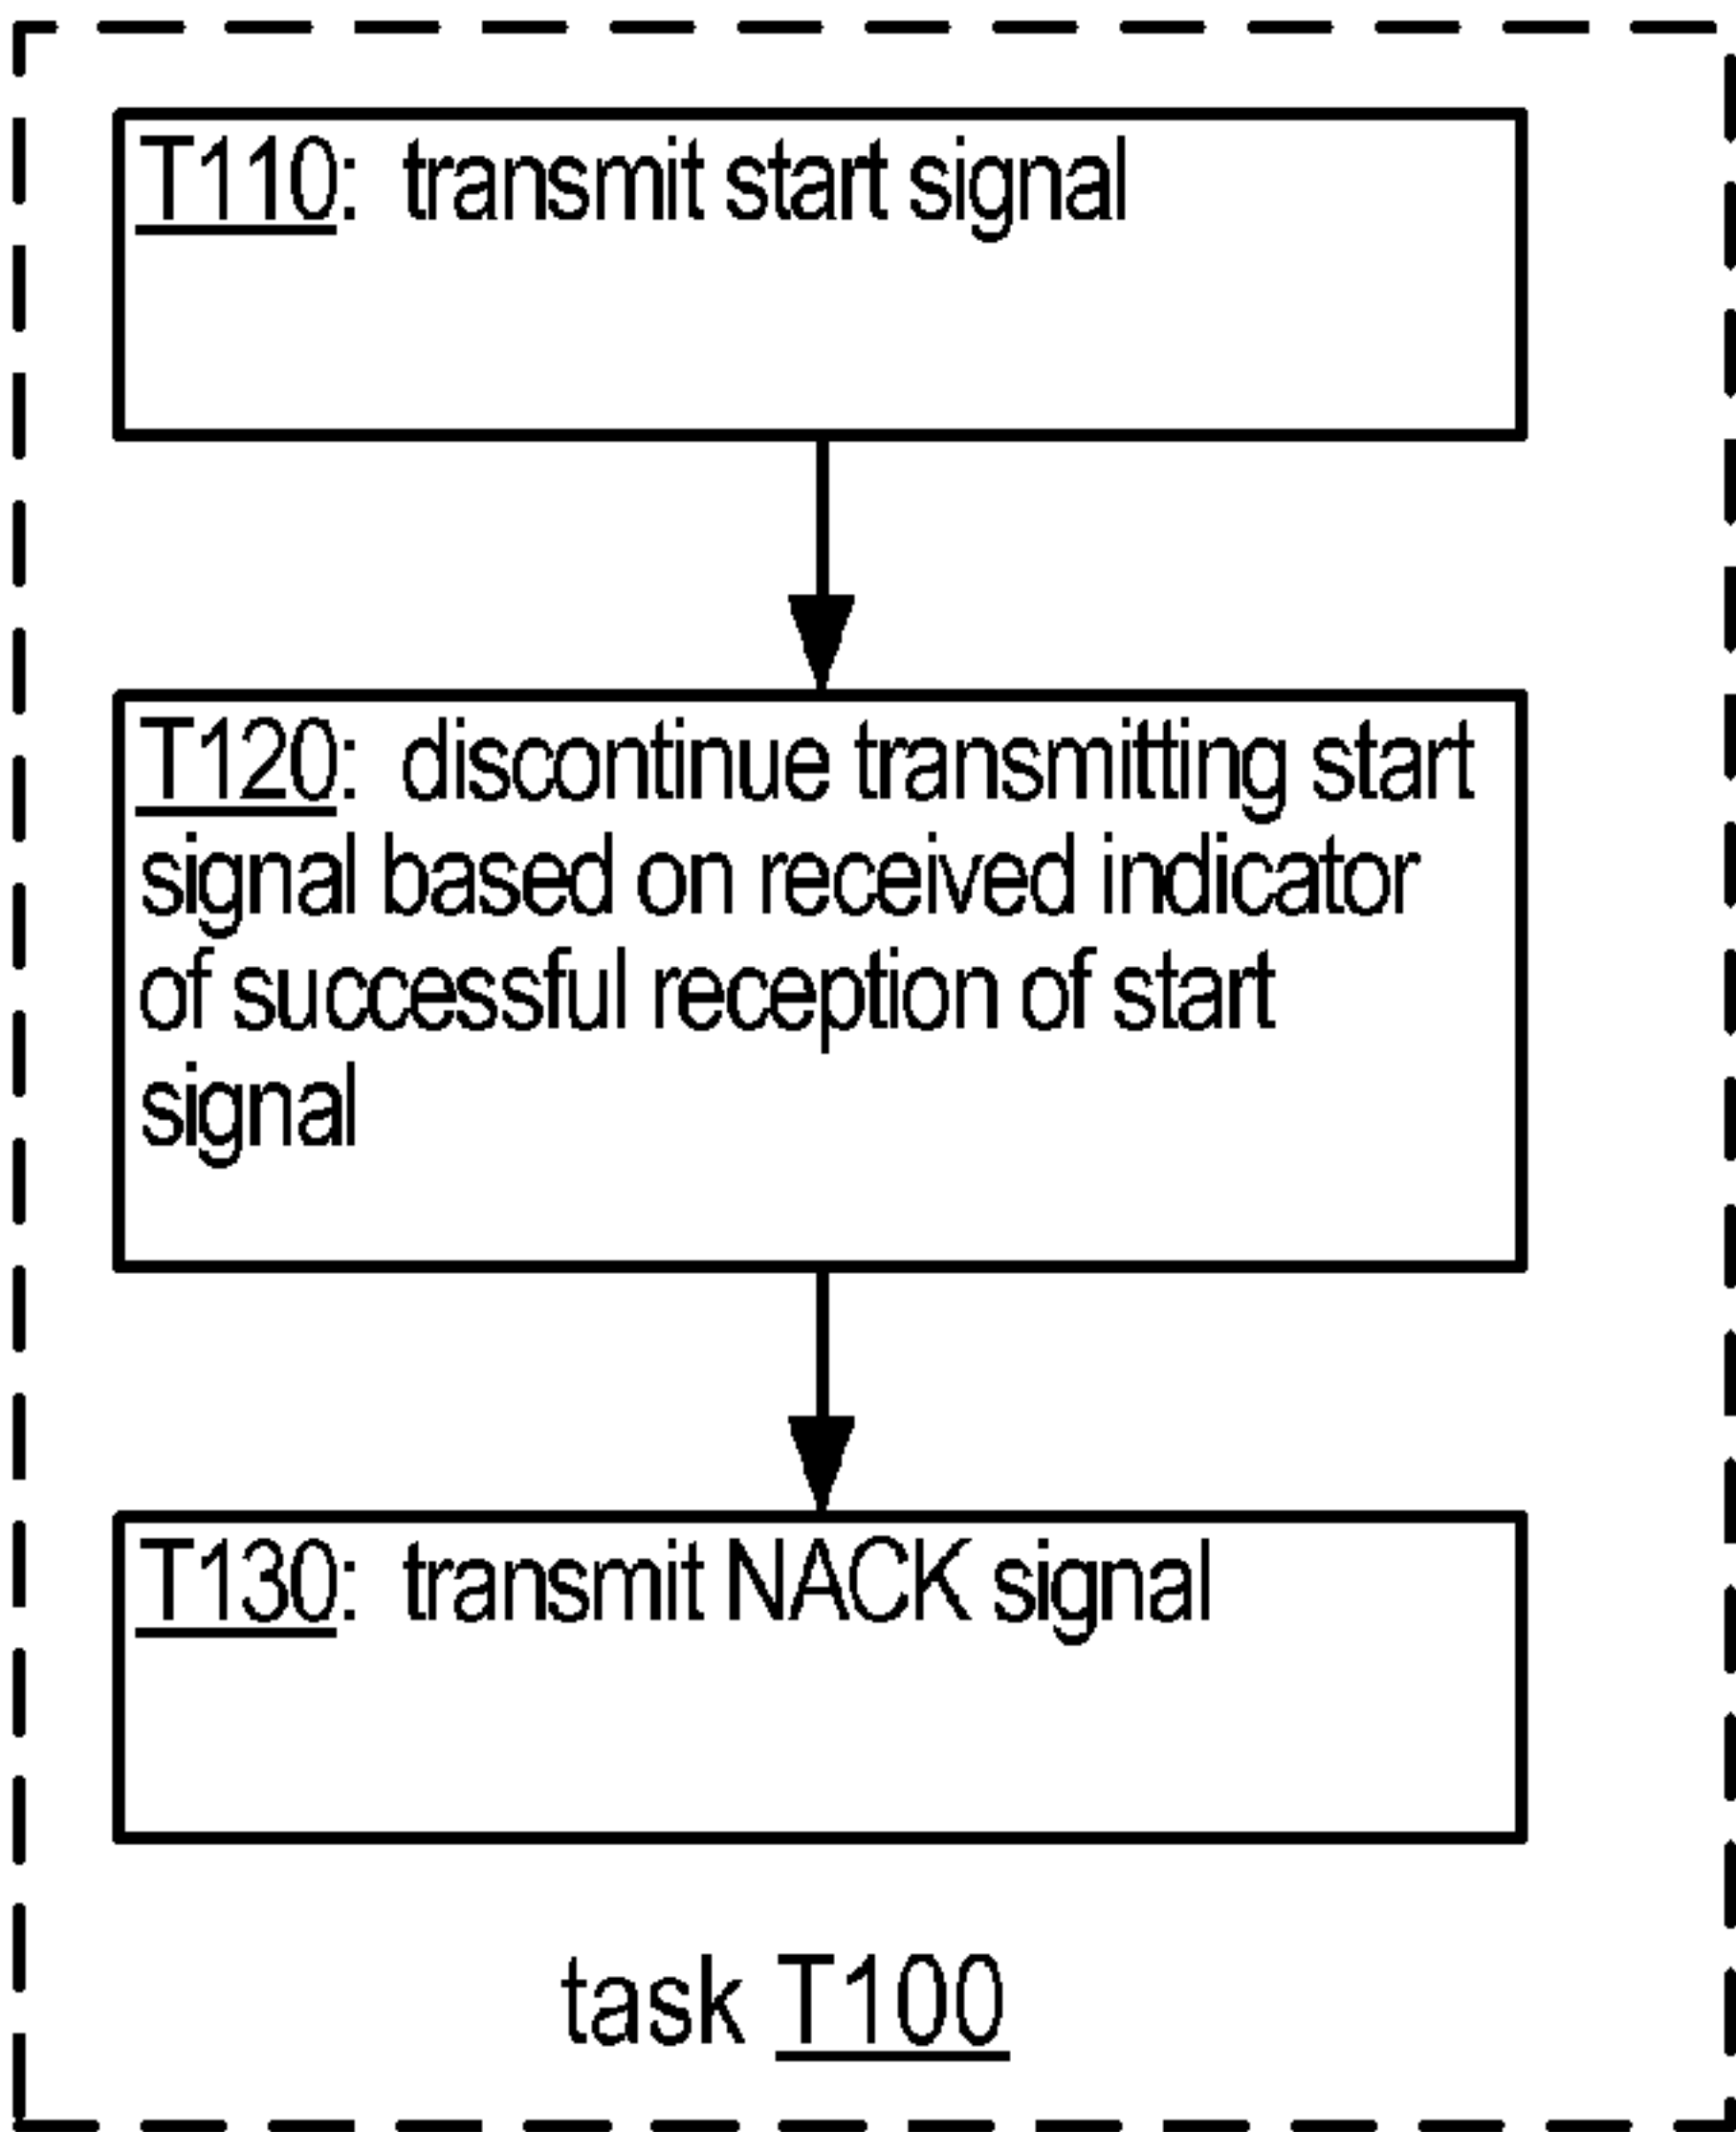 T110: transmit start signal
T120: discontinue transmitting start
signal based on received indicator
of successful reception of start
signal
T130: transmit NACK signal
task T100